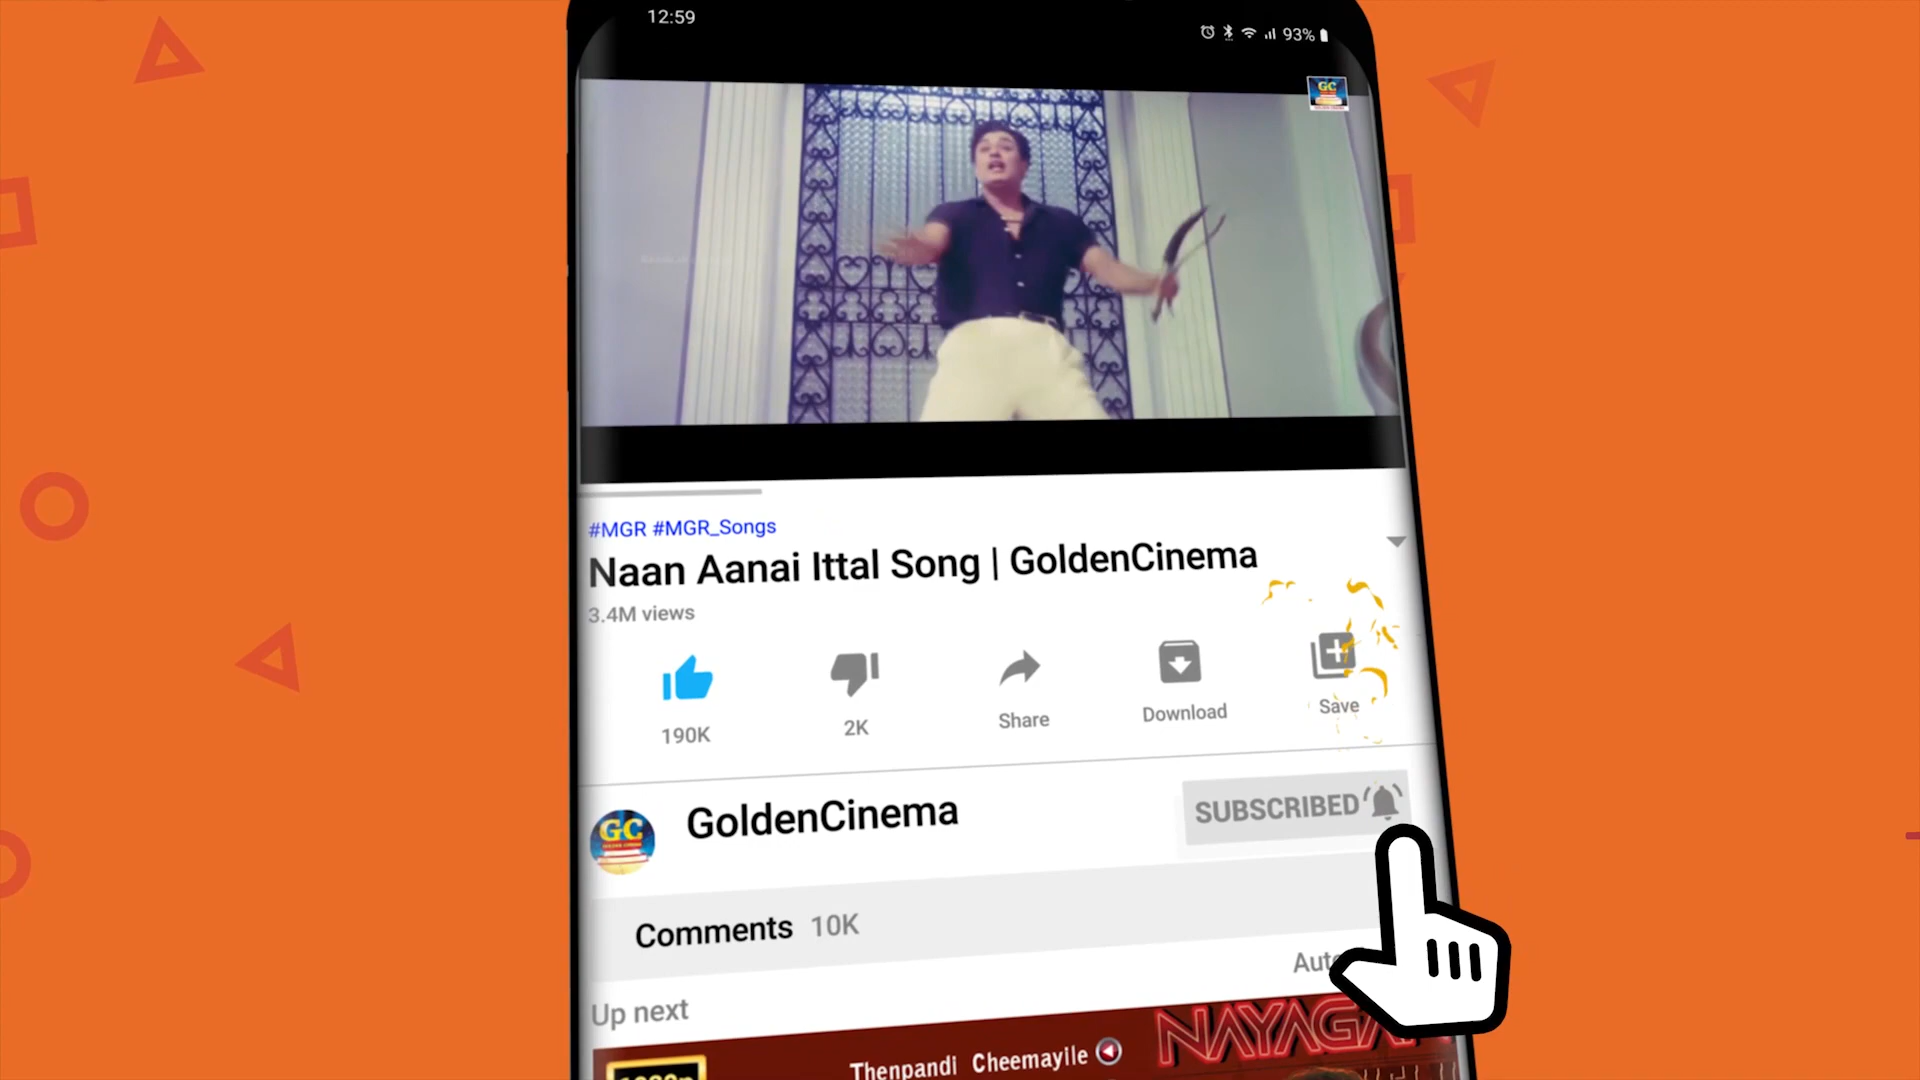 12:59
93%
GC
#MGR #MGR_Songs
Naan Aanai Ittal Song | GoldenCinema
3.4M views
190K
2K
Share
Download
Save
GC
GoldenCinema
SUBSCRIBED
Comments 10K
Up next
Thenpandi Cheemayile